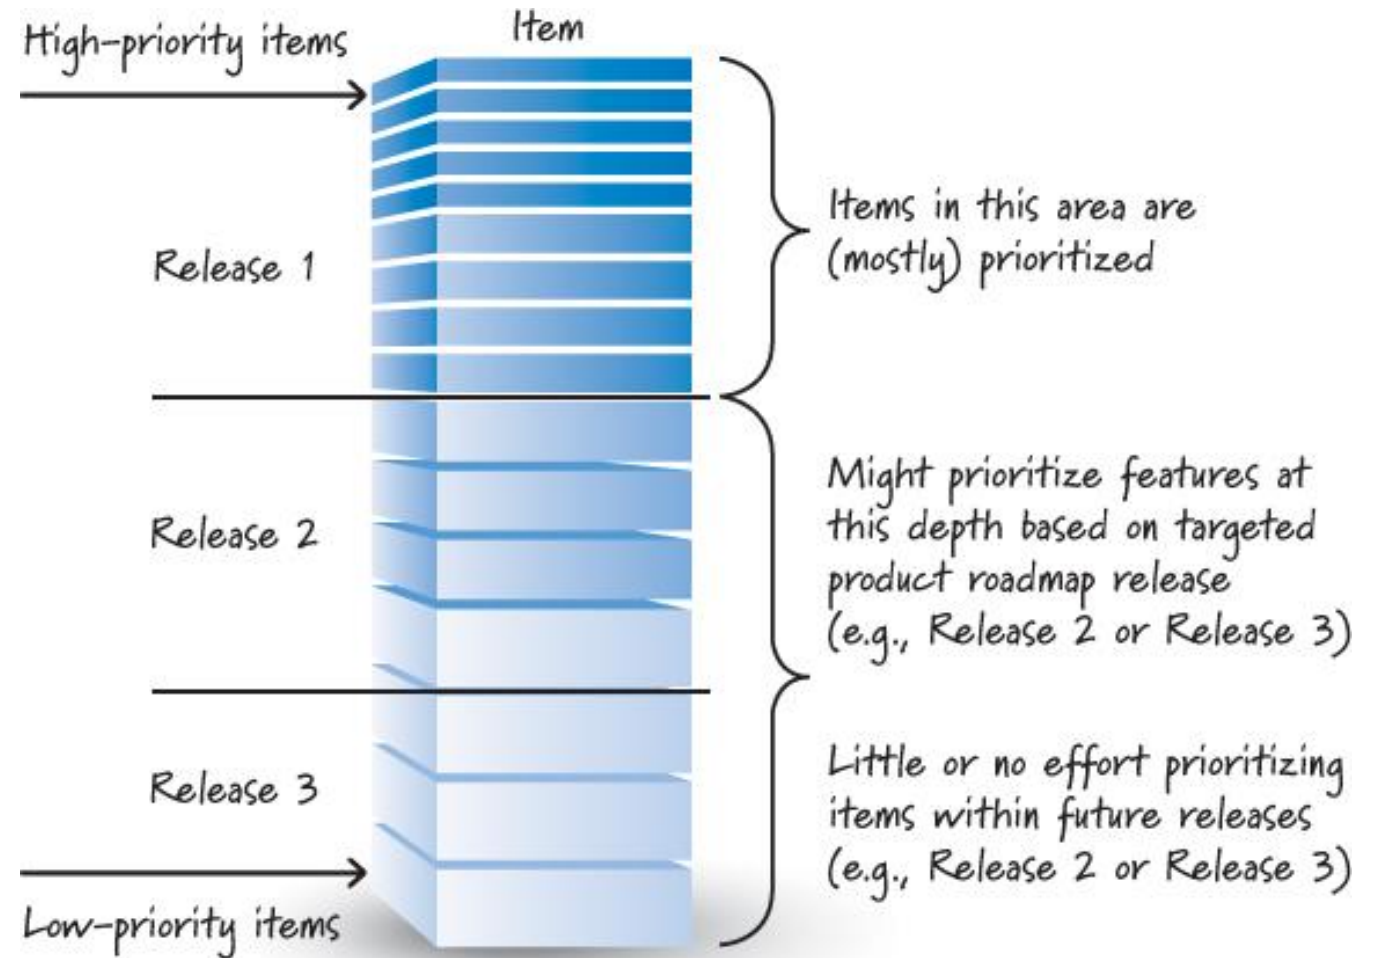 High-priority items
Item
Release 1
Items in this area are
(mostly) prioritized
Release 2
Might prioritize features at
this depth based on targeted
product roadmap release
(e.g., Release 2 or Release 3)
Release 3
Little or no effort prioritizing
items within future releases
(e.g., Release 2 or Release 3)
Low-priority items